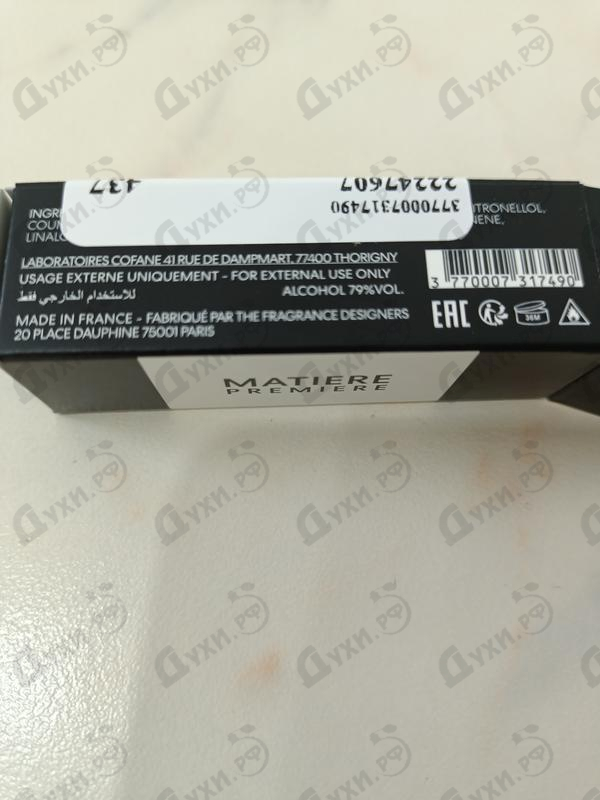 437
22247607
3770007317490
INGR
ITRONELLOL,
COU
NENE,
LINALO
LABORATOIRES COFANE 41 RUE DE DAMPMART. 77400 THORIGNY
USAGE EXTERNE UNIQUEMENT - FOR EXTERNAL USE ONLY
للاستخدام الخارجي فقط
ALCOHOL 79%VOL.
MADE IN FRANCE - FABRIQUÉ PAR THE FRAGRANCE DESIGNERS
20 PLACE DAUPHINE 75001 PARIS
3 770007 317490
EAC
36M
MATIERE
PREMIERE
Духи.рф